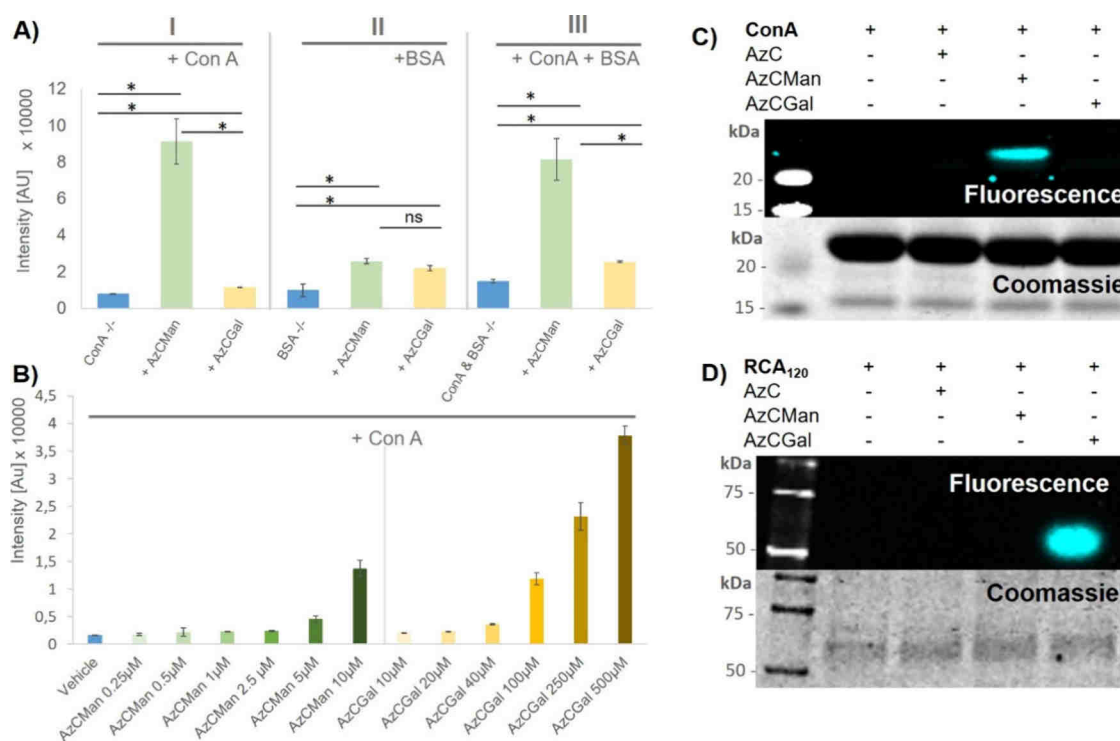 A)
I
II
III
+ Con A
+BSA
+ ConA + BSA
Intensity [AU] x 10000
12
10
8
6
4
2
0
*
*
*
*
*
ns
*
*
*
ConA -/-
+ AzCMan
+ AzCGal
BSA -/-
+ AzCMan
+ AzCGal
ConA & BSA -/-
+ AzCMan
+ AzCGal
B)
+ Con A
Intensity [Au] x 10000
4,5
4
3,5
3
2,5
2
1,5
1
0,5
0
Vehicle
AzCMan 0.25µM
AzCMan 0.5µM
AzCMan 1µM
AzCMan 2.5 µM
AzCMan 5µM
AzCMan 10µM
AzCGal 10µM
AzCGal 20µM
AzCGal 40µM
AzCGal 100µM
AzCGal 250µM
AzCGal 500µM
C)
ConA + + + +
AzC - + - -
AzCMan - - + -
AzCGal - - - +
kDa
20 -
15 -
Fluorescence
kDa
20 -
15 -
Coomassie
D)
RCA₁₂₀ + + + +
AzC - + - -
AzCMan - - + -
AzCGal - - - +
kDa
75 -
50 -
Fluorescence
kDa
75 -
50 -
Coomassie